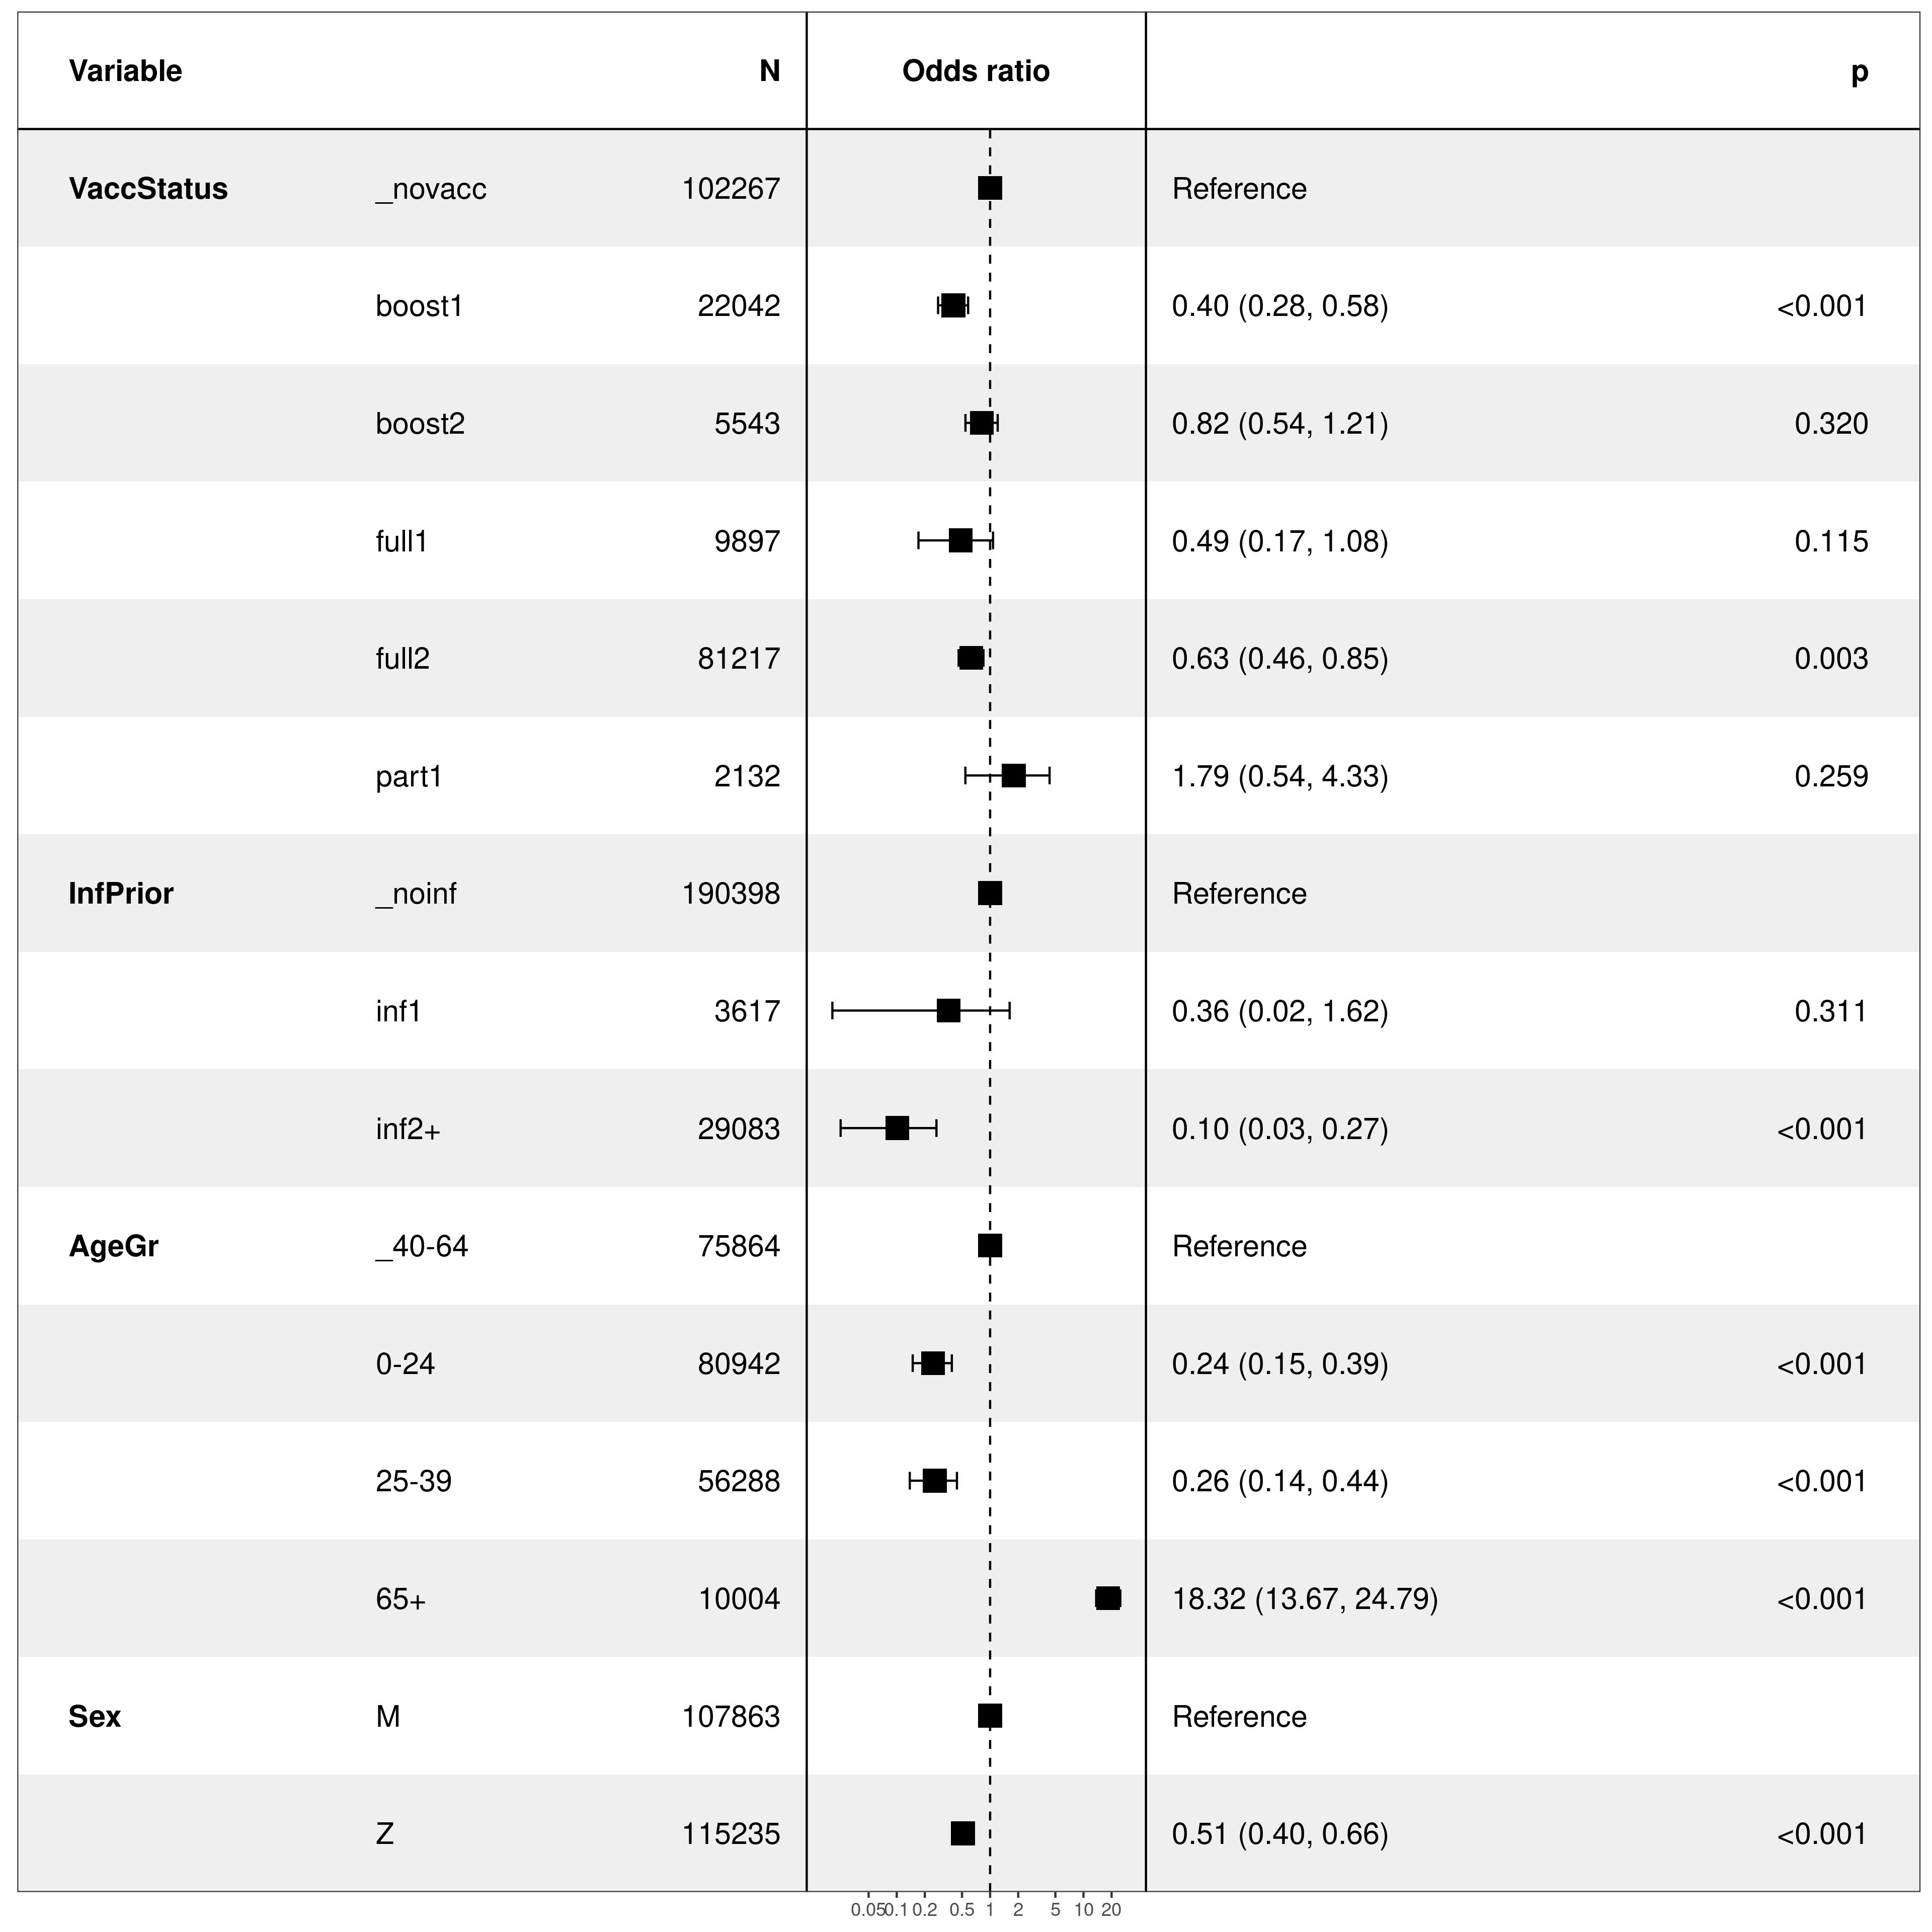 Variable N Odds ratio p
VaccStatus _novacc 102267 Reference
boost1 22042 0.40 (0.28, 0.58) <0.001
boost2 5543 0.82 (0.54, 1.21) 0.320
full1 9897 0.49 (0.17, 1.08) 0.115
full2 81217 0.63 (0.46, 0.85) 0.003
part1 2132 1.79 (0.54, 4.33) 0.259
InfPrior _noinf 190398 Reference
inf1 3617 0.36 (0.02, 1.62) 0.311
inf2+ 29083 0.10 (0.03, 0.27) <0.001
AgeGr _40-64 75864 Reference
0-24 80942 0.24 (0.15, 0.39) <0.001
25-39 56288 0.26 (0.14, 0.44) <0.001
65+ 10004 18.32 (13.67, 24.79) <0.001
Sex M 107863 Reference
Z 115235 0.51 (0.40, 0.66) <0.001
0.05 0.1 0.2 0.5 1 2 5 10 20